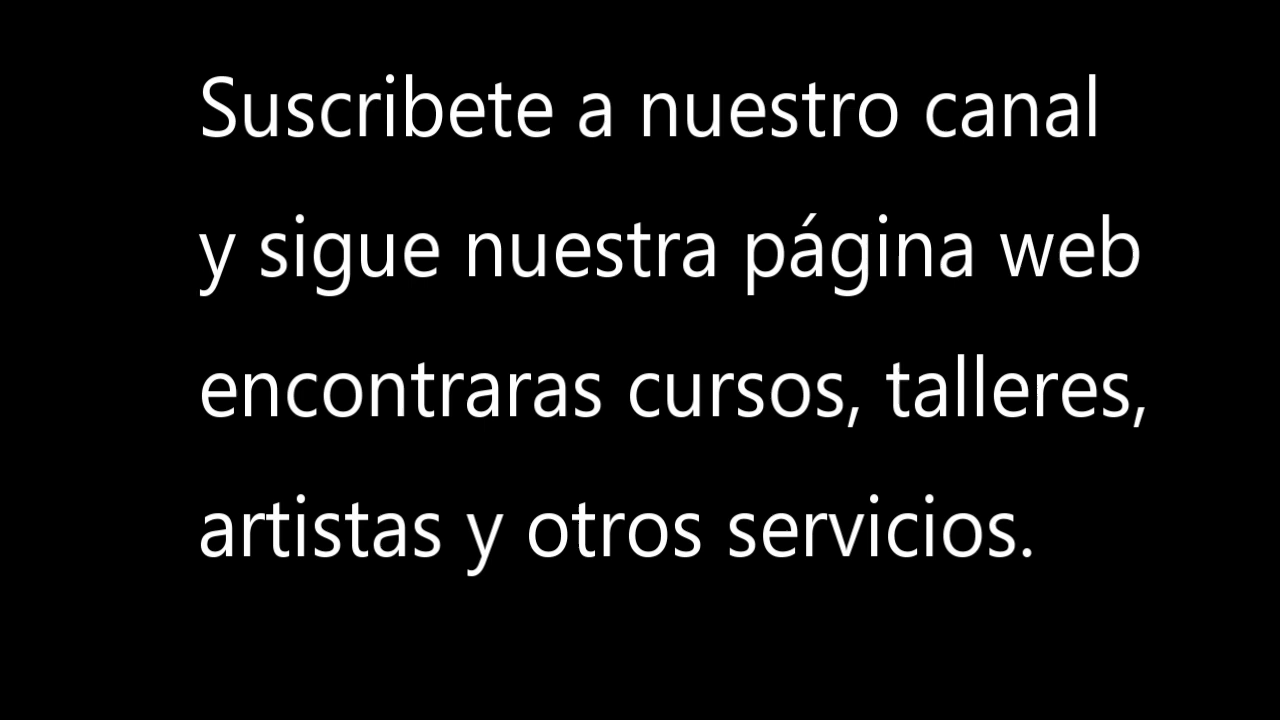 Suscribete a nuestro canal
y sigue nuestra página web
encontraras cursos, talleres,
artistas y otros servicios.